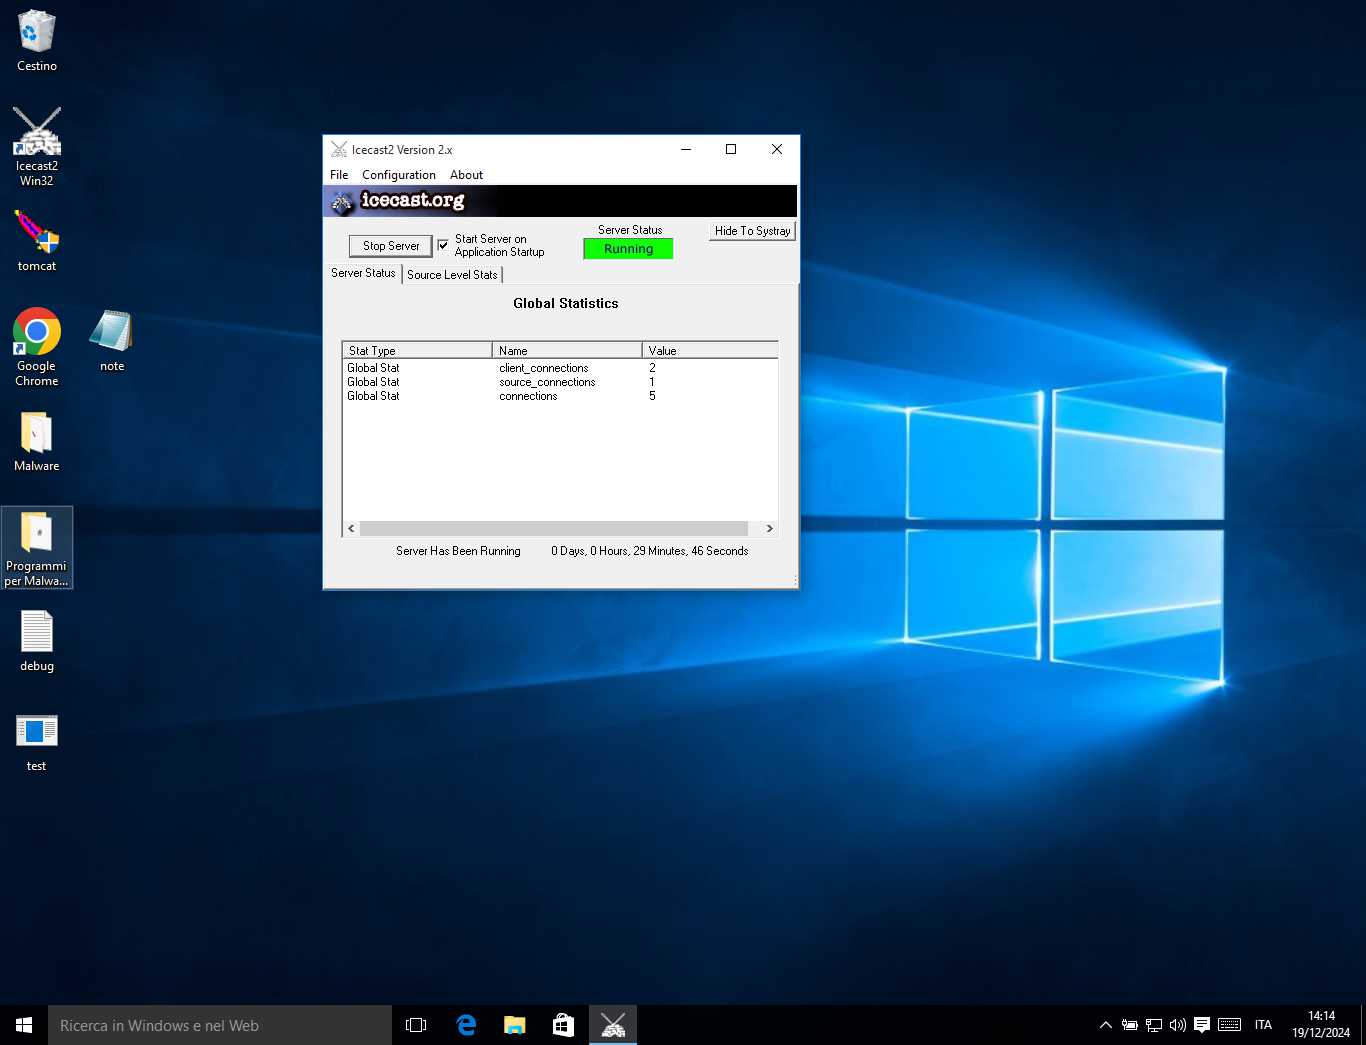 Cestino
Icecast2
Win32
tomcat
Google
Chrome
note
Malware
Programmi
per Malwa...
debug
test
Icecast2 Version 2.x
File Configuration About
icecast.org
Stop Server
Start Server on
Application Startup
Server Status
Running
Hide To Systray
Server Status Source Level Stats
Global Statistics
Stat Type Name Value
Global Stat client_connections 2
Global Stat source_connections 1
Global Stat connections 5
Server Has Been Running 0 Days, 0 Hours, 29 Minutes, 46 Seconds
Ricerca in Windows e nel Web
ITA
14:14
19/12/2024